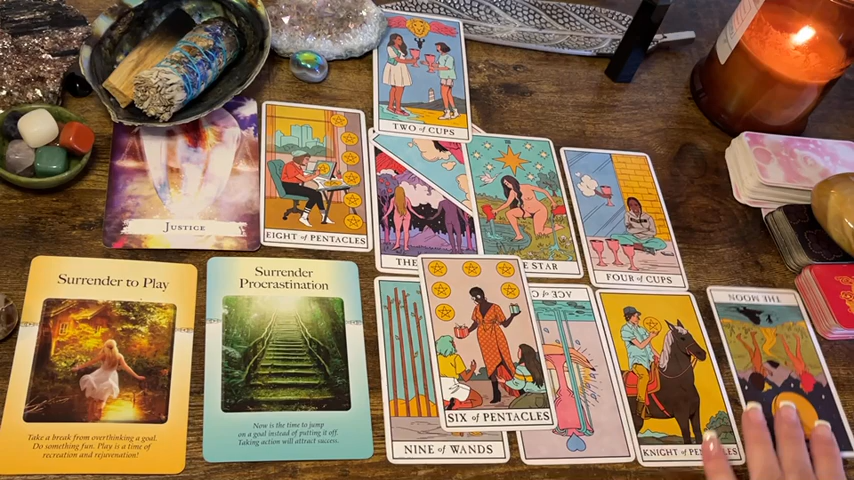 TWO of CUPS
JUSTICE
EIGHT of PENTACLES
THE
E STAR
FOUR of CUPS
Surrender to Play
Take a break from overthinking a goal.
Do something fun. Play is a time of
recreation and rejuvenation!
Surrender
Procrastination
Now is the time to jump
on a goal instead of putting it off.
Taking action will attract success.
NINE of WANDS
SIX of PENTACLES
ACE of C
KNIGHT of PEN
THE MOON